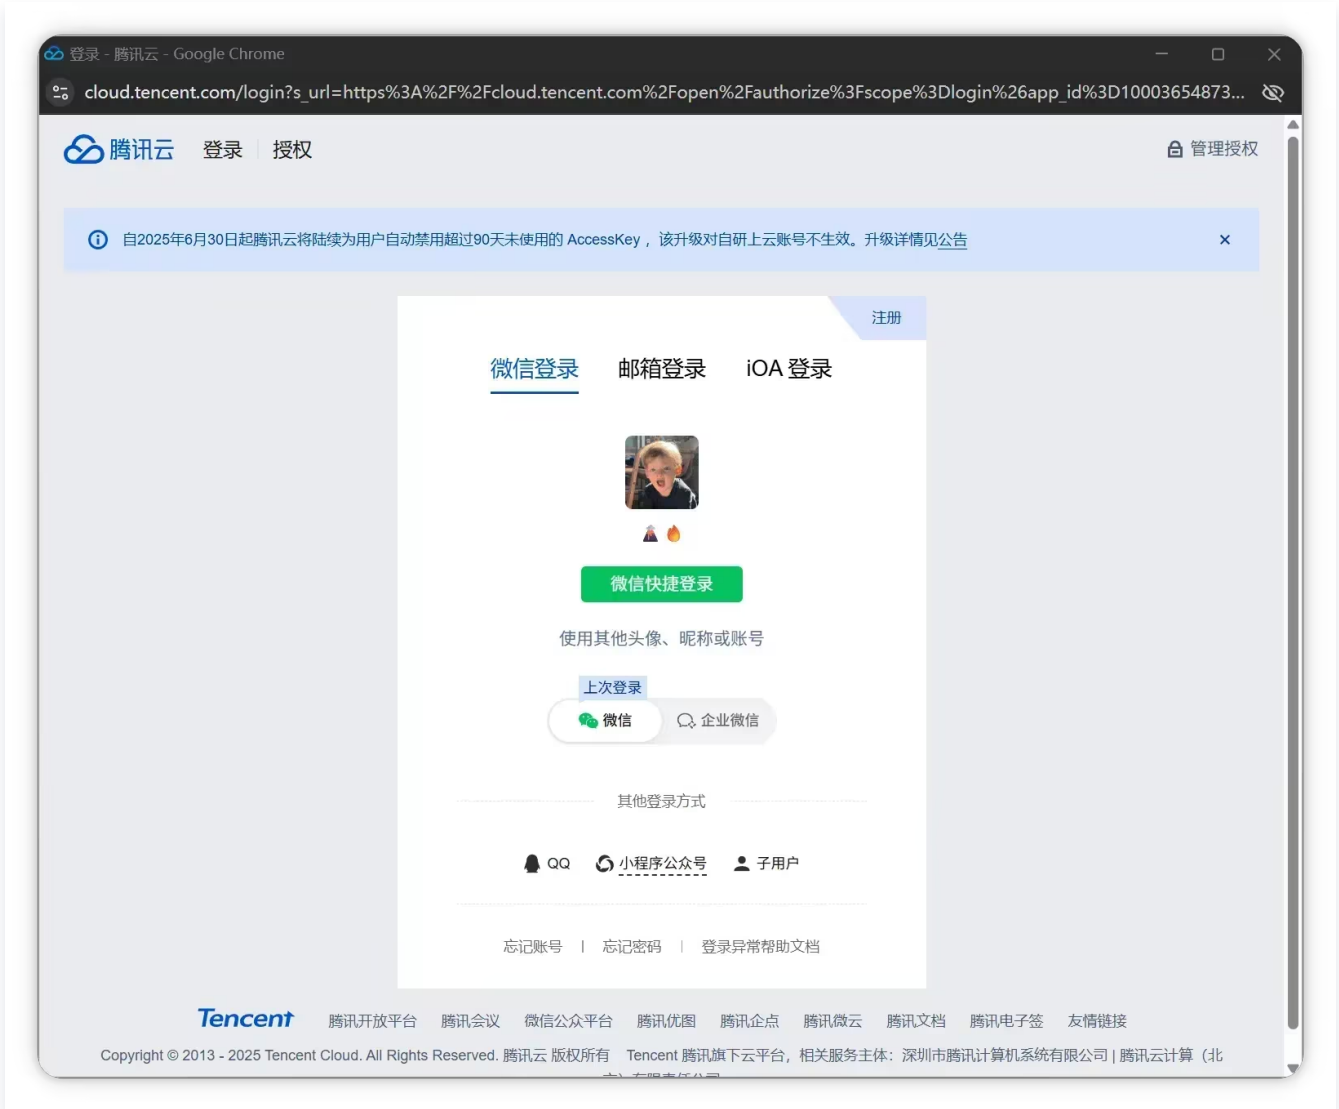 登录 - 腾讯云 - Google Chrome
cloud.tencent.com/login?s_url=https%3A%2F%2Fcloud.tencent.com%2Fopen%2Fauthorize%3Fscope%3Dlogin%26app_id%3D10003654873...
腾讯云 登录 授权 管理授权
自2025年6月30日起腾讯云将陆续为用户自动禁用超过90天未使用的 AccessKey ，该升级对自研上云账号不生效。升级详情见公告
注册
微信登录 邮箱登录 iOA 登录
微信快捷登录
使用其他头像、昵称或账号
上次登录
微信 企业微信
其他登录方式
QQ 小程序公众号 子用户
忘记账号 | 忘记密码 | 登录异常帮助文档
Tencent 腾讯开放平台 腾讯会议 微信公众平台 腾讯优图 腾讯企点 腾讯微云 腾讯文档 腾讯电子签 友情链接
Copyright © 2013 - 2025 Tencent Cloud. All Rights Reserved. 腾讯云 版权所有 Tencent 腾讯旗下云平台，相关服务主体：深圳市腾讯计算机系统有限公司 | 腾讯云计算（北